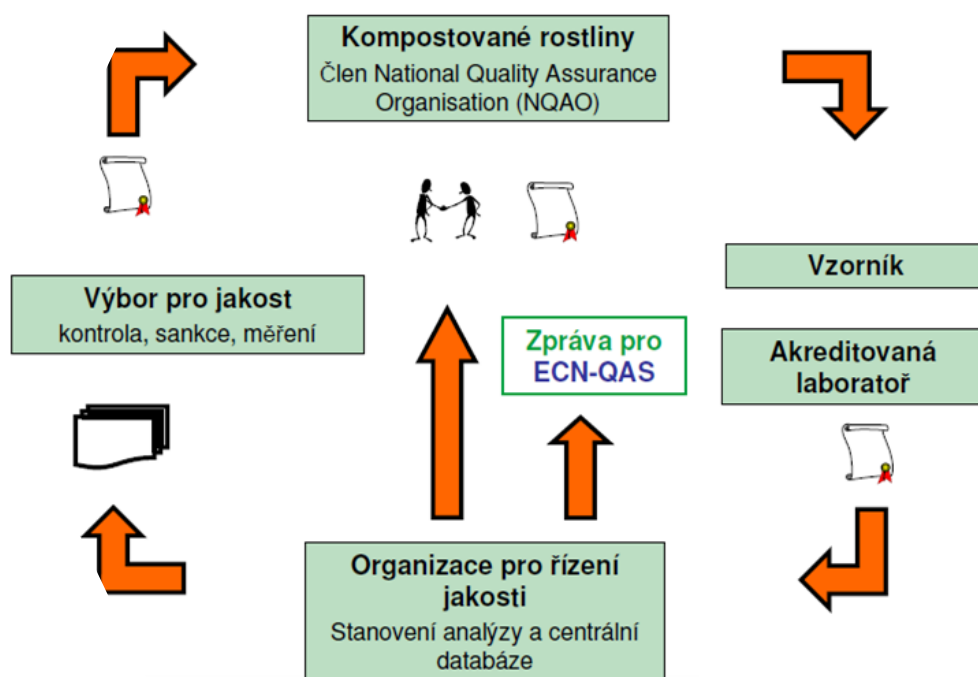 Kompostované rostliny
Člen National Quality Assurance
Organisation (NQAO)
Vzorník
Výbor pro jakost
kontrola, sankce, měření
Zpráva pro
ECN-QAS
Akreditovaná
laboratoř
Organizace pro řízení
jakosti
Stanovení analýzy a centrální
databáze